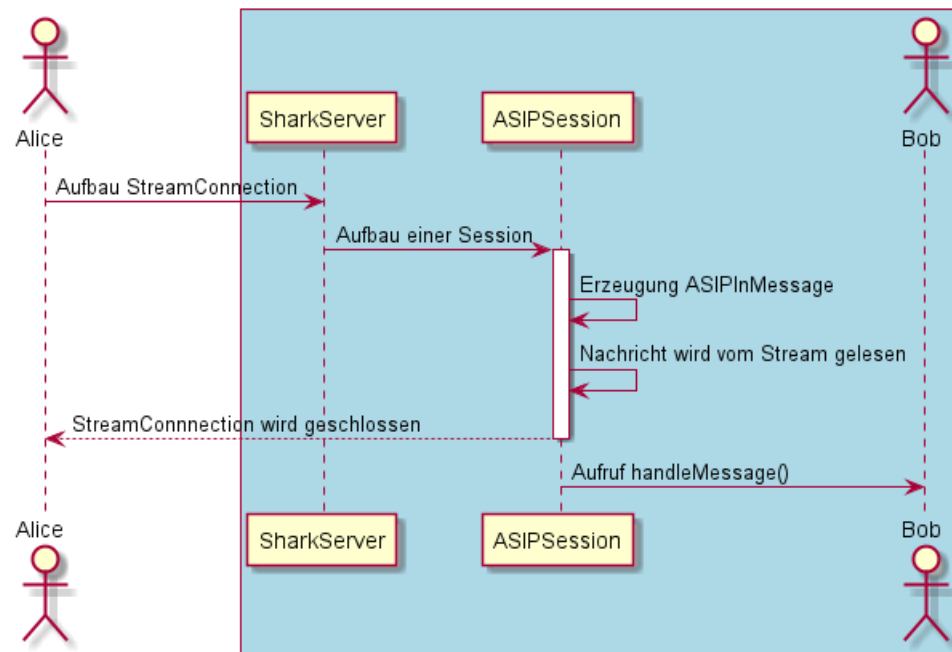 Alice
SharkServer
ASIPSession
Bob
Aufbau StreamConnection
Aufbau einer Session
Erzeugung ASIPInMessage
Nachricht wird vom Stream gelesen
StreamConnnection wird geschlossen
Aufruf handleMessage()
Alice
SharkServer
ASIPSession
Bob